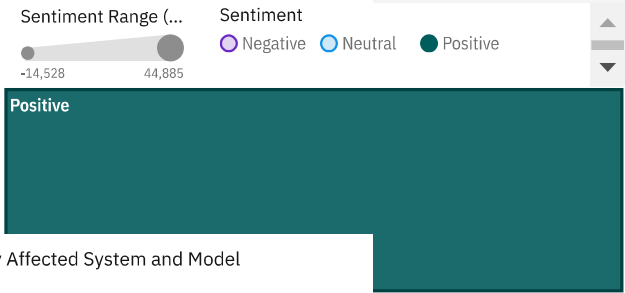 Sentiment Range (...
-14,528 44,885
Sentiment
Negative Neutral Positive
Positive
Affected System and Model